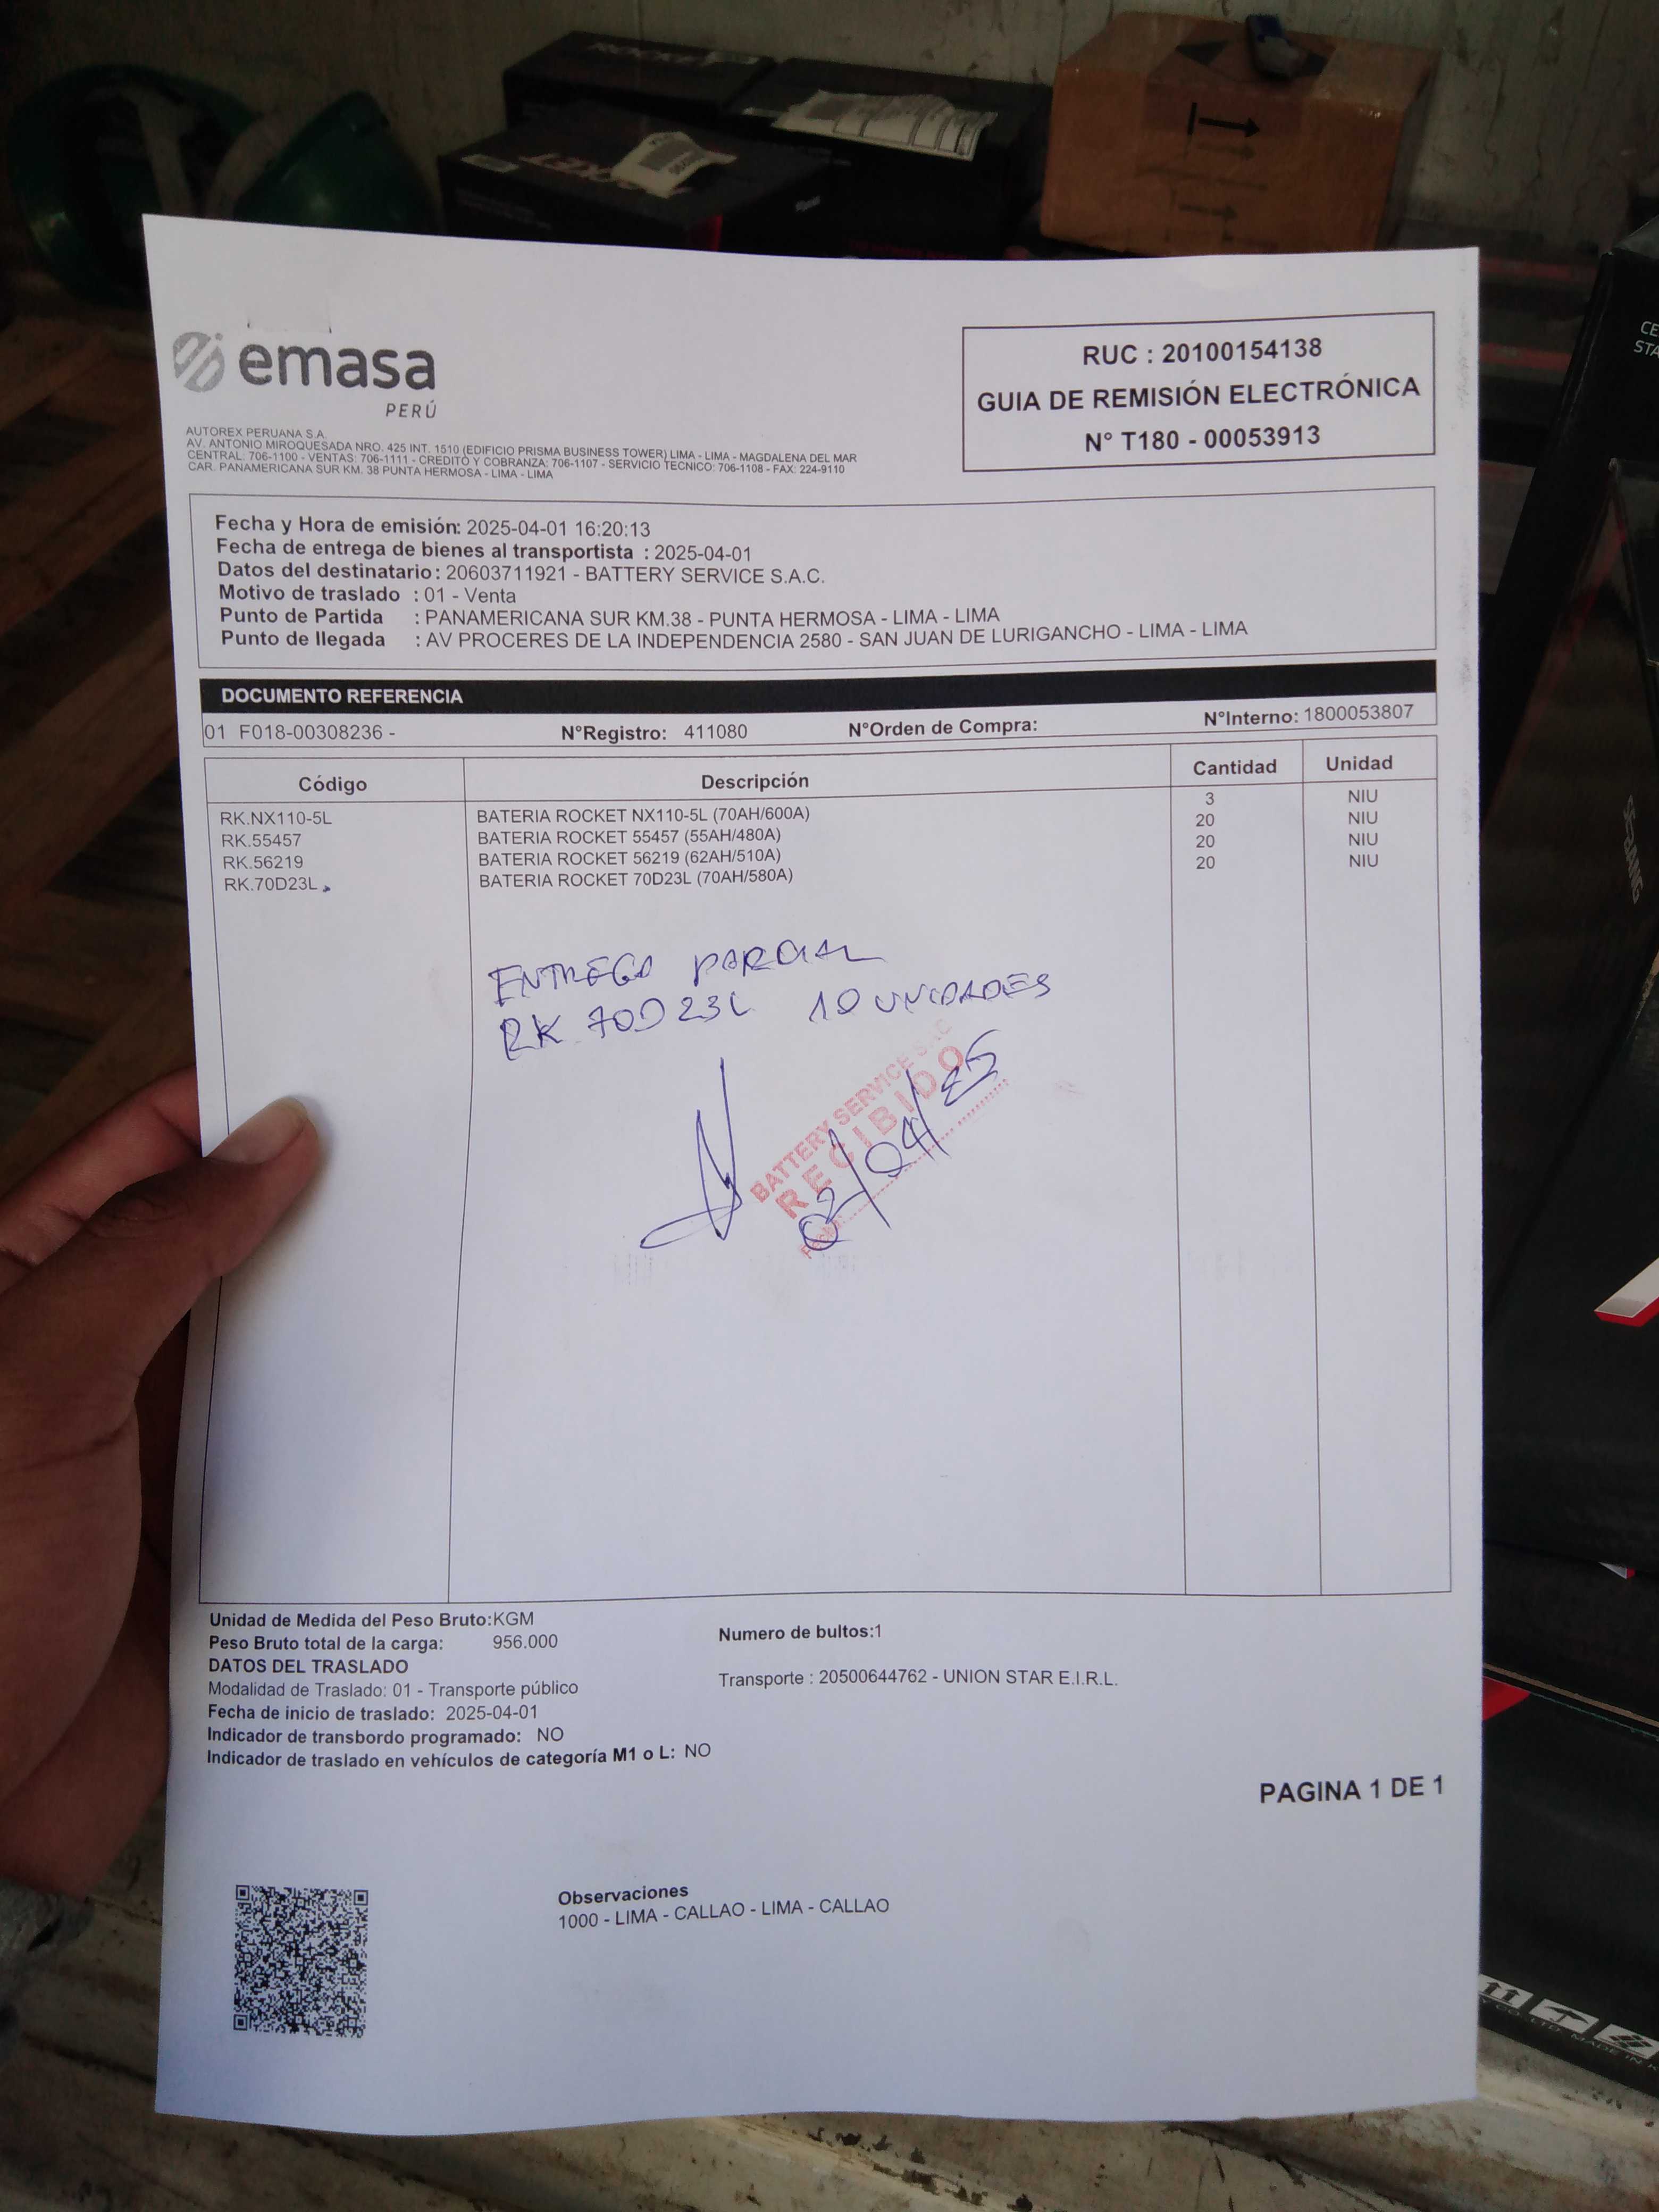 emasa
PERÚ
RUC : 20100154138
GUIA DE REMISIÓN ELECTRÓNICA
N° T180 - 00053913
AUTOREX PERUANA S.A.
AV. ANTONIO MIROQUESADA NRO. 425 INT. 1510 (EDIFICIO PRISMA BUSINESS TOWER) LIMA - LIMA - MAGDALENA DEL MAR
CENTRAL: 706-1100 - VENTAS: 706-1111 - CREDITO Y COBRANZA: 706-1107 - SERVICIO TECNICO: 706-1108 - FAX: 224-9110
CAR. PANAMERICANA SUR KM. 38 PUNTA HERMOSA - LIMA - LIMA
Fecha y Hora de emisión: 2025-04-01 16:20:13
Fecha de entrega de bienes al transportista : 2025-04-01
Datos del destinatario : 20603711921 - BATTERY SERVICE S.A.C.
Motivo de traslado : 01 - Venta
Punto de Partida : PANAMERICANA SUR KM.38 - PUNTA HERMOSA - LIMA - LIMA
Punto de llegada : AV PROCERES DE LA INDEPENDENCIA 2580 - SAN JUAN DE LURIGANCHO - LIMA - LIMA
DOCUMENTO REFERENCIA
01 F018-00308236 - N°Registro: 411080 N°Orden de Compra: N°Interno: 1800053807
Código Descripción Cantidad Unidad
RK.NX110-5L BATERIA ROCKET NX110-5L (70AH/600A) 3 NIU
RK.55457 BATERIA ROCKET 55457 (55AH/480A) 20 NIU
RK.56219 BATERIA ROCKET 56219 (62AH/510A) 20 NIU
RK.70D23L BATERIA ROCKET 70D23L (70AH/580A) 20 NIU
ENTREGA PARCIAL
RK 70D23L 10 UNIDADES
BATTERY SERVICE S.A.C
RECIBIDO
Fecha: 02/04/25
Unidad de Medida del Peso Bruto:KGM
Peso Bruto total de la carga: 956.000 Numero de bultos:1
DATOS DEL TRASLADO
Modalidad de Traslado: 01 - Transporte público Transporte : 20500644762 - UNION STAR E.I.R.L.
Fecha de inicio de traslado: 2025-04-01
Indicador de transbordo programado: NO
Indicador de traslado en vehículos de categoría M1 o L: NO
PAGINA 1 DE 1
Observaciones
1000 - LIMA - CALLAO - LIMA - CALLAO